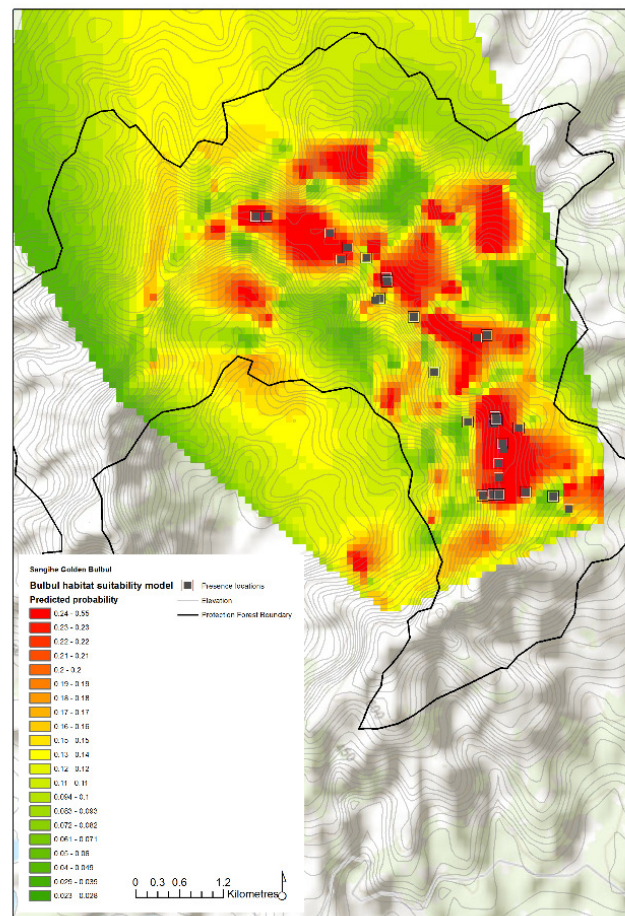 Sangihe Golden Bulbul
Bulbul habitat suitability model
Presence locations
Predicted probability
Elevation
Protection Forest Boundary
0.24 - 0.55
0.23 - 0.23
0.22 - 0.22
0.21 - 0.21
0.2 - 0.2
0.19 - 0.19
0.18 - 0.18
0.17 - 0.17
0.16 - 0.16
0.15 - 0.15
0.13 - 0.14
0.12 - 0.12
0.11 - 0.11
0.094 - 0.1
0.083 - 0.093
0.072 - 0.082
0.061 - 0.071
0.05 - 0.06
0.04 - 0.049
0.029 - 0.039
0.023 - 0.028
0 0.3 0.6 1.2
Kilometres